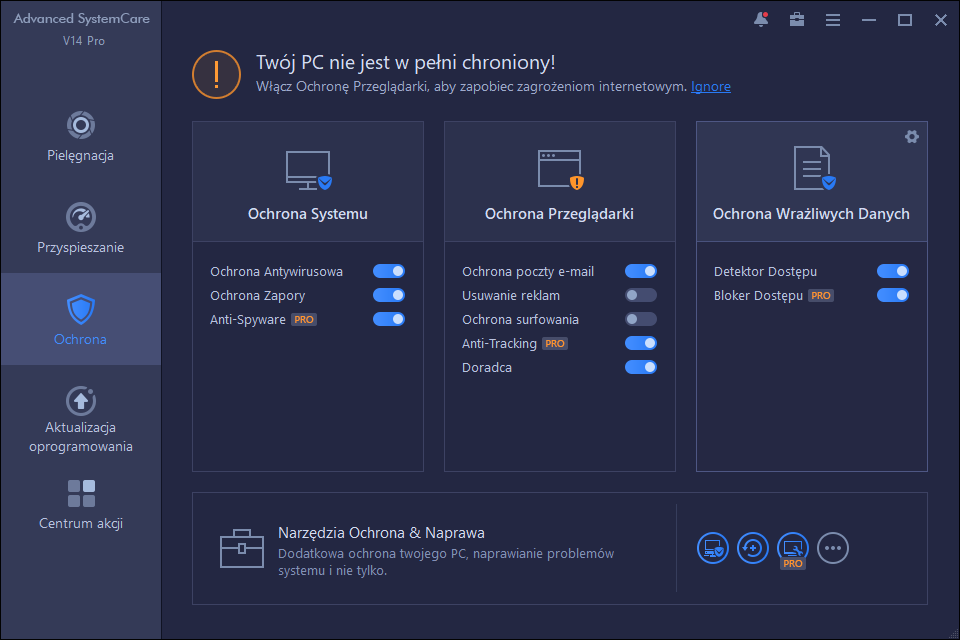 Advanced SystemCare
V14 Pro
Twój PC nie jest w pełni chroniony!
Włącz Ochronę Przeglądarki, aby zapobiec zagrożeniom internetowym. Ignore
Pielęgnacja
Przyspieszanie
Ochrona
Aktualizacja
oprogramowania
Centrum akcji
Ochrona Systemu
Ochrona Antywirusowa
Ochrona Zapory
Anti-Spyware PRO
Ochrona Przeglądarki
Ochrona poczty e-mail
Usuwanie reklam
Ochrona surfowania
Anti-Tracking PRO
Doradca
Ochrona Wrażliwych Danych
Detektor Dostępu
Bloker Dostępu PRO
Narzędzia Ochrona & Naprawa
Dodatkowa ochrona twojego PC, naprawianie problemów
systemu i nie tylko.
PRO